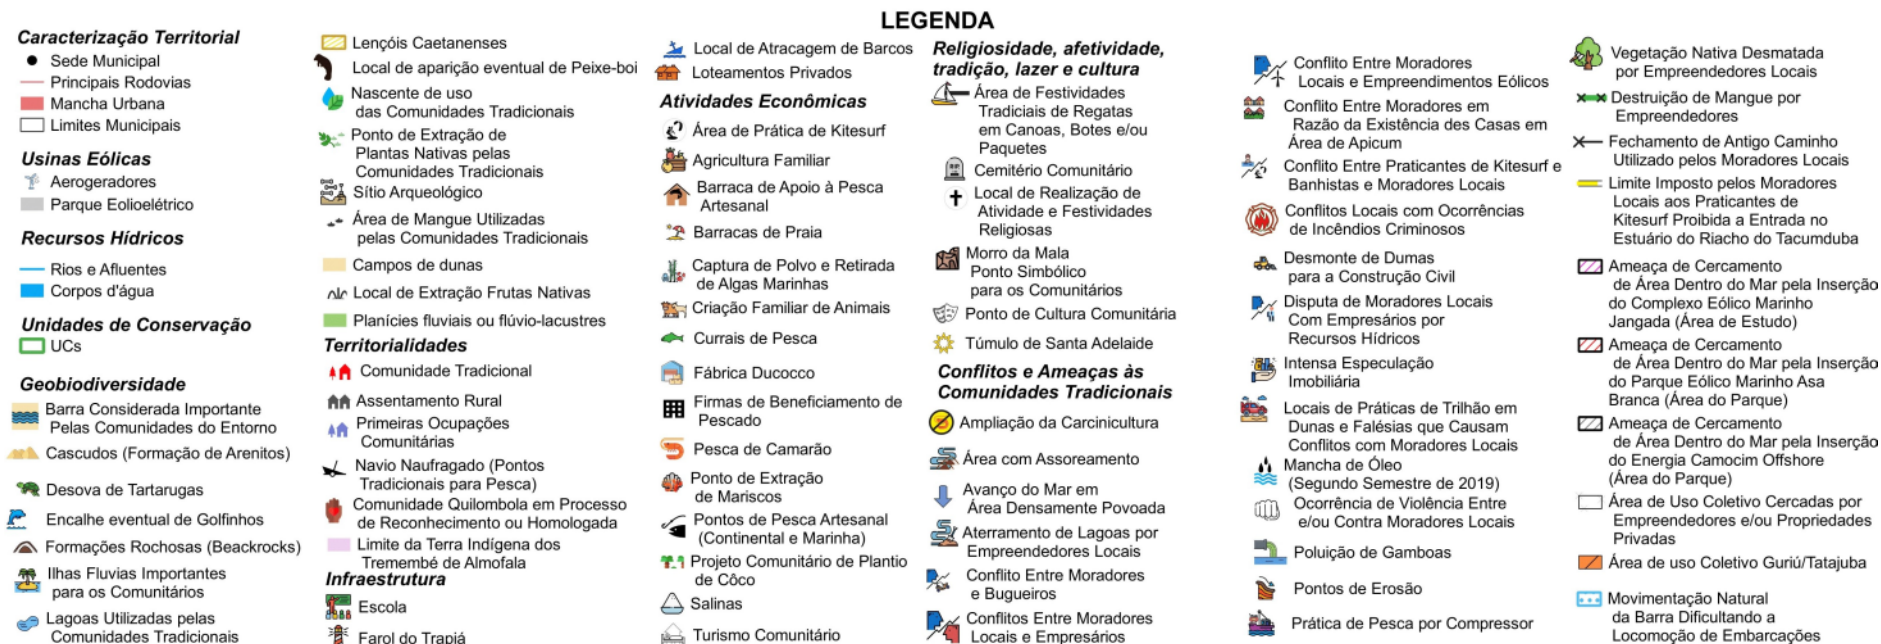 LEGENDA
Caracterização Territorial
Sede Municipal
Principais Rodovias
Mancha Urbana
Limites Municipais
Usinas Eólicas
Aerogeradores
Parque Eolioelétrico
Recursos Hídricos
Rios e Afluentes
Corpos d'água
Unidades de Conservação
UCs
Geobiodiversidade
Barra Considerada Importante
Pelas Comunidades do Entorno
Cascudos (Formação de Arenitos)
Desova de Tartarugas
Encalhe eventual de Golfinhos
Formações Rochosas (Beackrocks)
Ilhas Fluvias Importantes
para os Comunitários
Lagoas Utilizadas pelas
Comunidades Tradicionais
Lençóis Caetanenses
Local de aparição eventual de Peixe-boi
Nascente de uso
das Comunidades Tradicionais
Ponto de Extração de
Plantas Nativas pelas
Comunidades Tradicionais
Sítio Arqueológico
Área de Mangue Utilizadas
pelas Comunidades Tradicionais
Campos de dunas
Local de Extração Frutas Nativas
Planícies fluviais ou flúvio-lacustres
Territorialidades
Comunidade Tradicional
Assentamento Rural
Primeiras Ocupações
Comunitárias
Navio Naufragado (Pontos
Tradicionais para Pesca)
Comunidade Quilombola em Processo
de Reconhecimento ou Homologada
Limite da Terra Indígena dos
Tremembé de Almofala
Infraestrutura
Escola
Farol do Trapiá
Local de Atracagem de Barcos
Loteamentos Privados
Atividades Econômicas
Área de Prática de Kitesurf
Agricultura Familiar
Barraca de Apoio à Pesca
Artesanal
Barracas de Praia
Captura de Polvo e Retirada
de Algas Marinhas
Criação Familiar de Animais
Currais de Pesca
Fábrica Ducocco
Firmas de Beneficiamento de
Pescado
Pesca de Camarão
Ponto de Extração
de Mariscos
Pontos de Pesca Artesanal
(Continental e Marinha)
Projeto Comunitário de Plantio
de Côco
Salinas
Turismo Comunitário
Religiosidade, afetividade,
tradição, lazer e cultura
Área de Festividades
Tradiciais de Regatas
em Canoas, Botes e/ou
Paquetes
Cemitério Comunitário
Local de Realização de
Atividade e Festividades
Religiosas
Morro da Mala
Ponto Simbólico
para os Comunitários
Ponto de Cultura Comunitária
Túmulo de Santa Adelaide
Conflitos e Ameaças às
Comunidades Tradicionais
Ampliação da Carcinicultura
Área com Assoreamento
Avanço do Mar em
Área Densamente Povoada
Aterramento de Lagoas por
Empreendedores Locais
Conflito Entre Moradores
e Bugueiros
Conflitos Entre Moradores
Locais e Empresários
Conflito Entre Moradores
Locais e Empreendimentos Eólicos
Conflito Entre Moradores em
Razão da Existência des Casas em
Área de Apicum
Conflito Entre Praticantes de Kitesurf e
Banhistas e Moradores Locais
Conflitos Locais com Ocorrências
de Incêndios Criminosos
Desmonte de Dumas
para a Construção Civil
Disputa de Moradores Locais
Com Empresários por
Recursos Hídricos
Intensa Especulação
Imobiliária
Locais de Práticas de Trilhão em
Dunas e Falésias que Causam
Conflitos com Moradores Locais
Mancha de Óleo
(Segundo Semestre de 2019)
Ocorrência de Violência Entre
e/ou Contra Moradores Locais
Poluição de Gamboas
Pontos de Erosão
Prática de Pesca por Compressor
Vegetação Nativa Desmatada
por Empreendedores Locais
Destruição de Mangue por
Empreendedores
Fechamento de Antigo Caminho
Utilizado pelos Moradores Locais
Limite Imposto pelos Moradores
Locais aos Praticantes de
Kitesurf Proibida a Entrada no
Estuário do Riacho do Tacumduba
Ameaça de Cercamento
de Área Dentro do Mar pela Inserção
do Complexo Eólico Marinho
Jangada (Área de Estudo)
Ameaça de Cercamento
de Área Dentro do Mar pela Inserção
do Parque Eólico Marinho Asa
Branca (Área do Parque)
Ameaça de Cercamento
de Área Dentro do Mar pela Inserção
do Energia Camocim Offshore
(Área do Parque)
Área de Uso Coletivo Cercadas por
Empreendedores e/ou Propriedades
Privadas
Área de uso Coletivo Guriú/Tatajuba
Movimentação Natural
da Barra Dificultando a
Locomoção de Embarcações